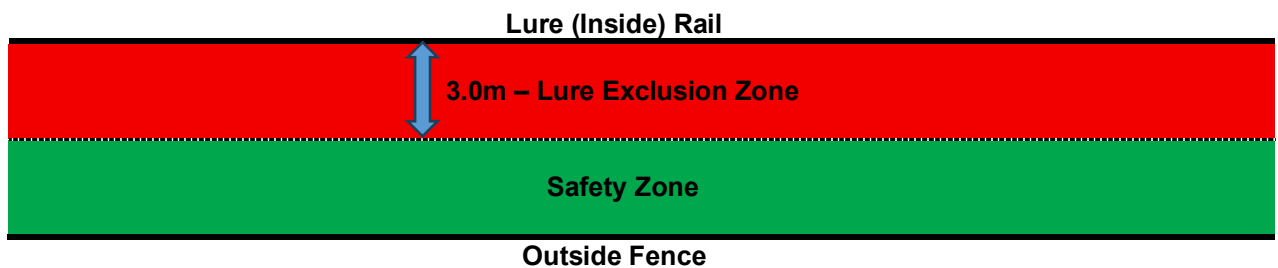 Lure (Inside) Rail
3.0m – Lure Exclusion Zone
Safety Zone
Outside Fence